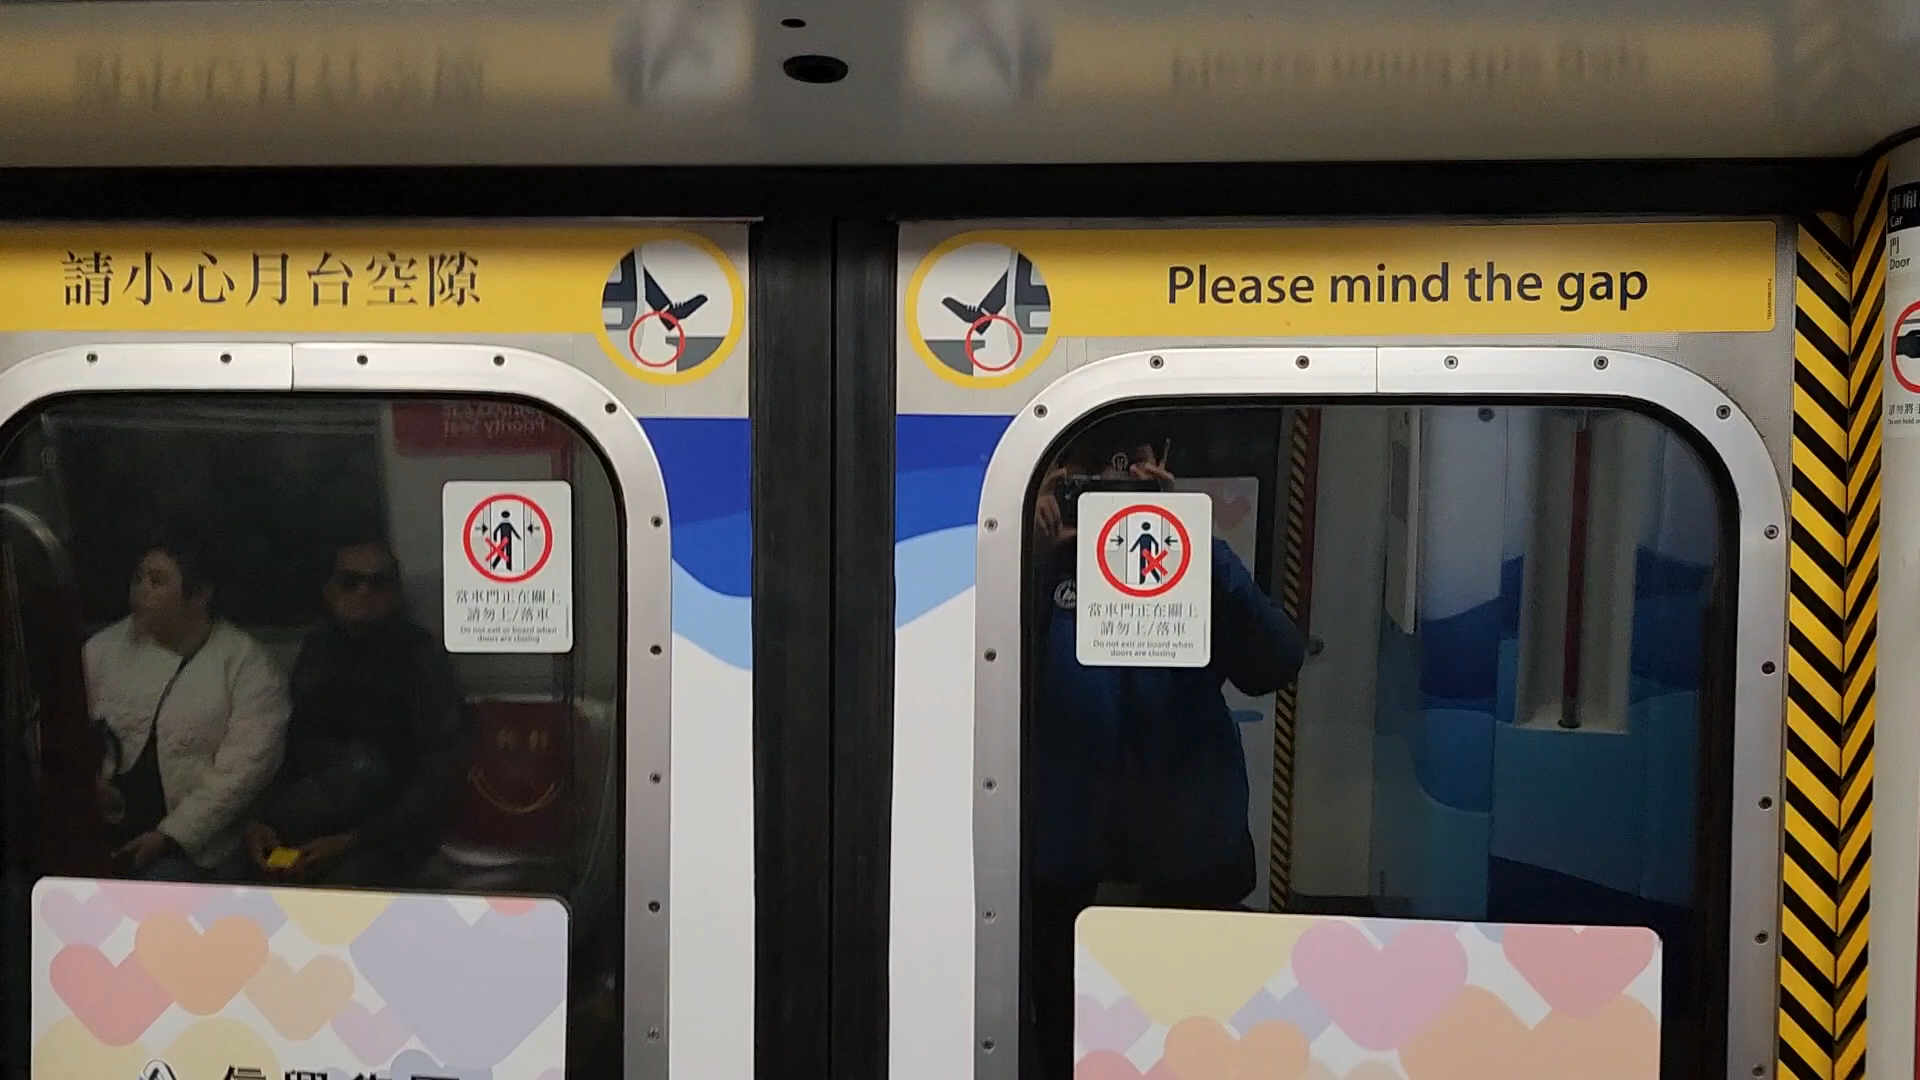 請小心月台空隙
Please mind the gap
當車門正在關上
請勿上/落車
Do not exit or board when
doors are closing
當車門正在關上
請勿上/落車
Do not exit or board when
doors are closing
Priority Seat
車廂
Car
門
Door